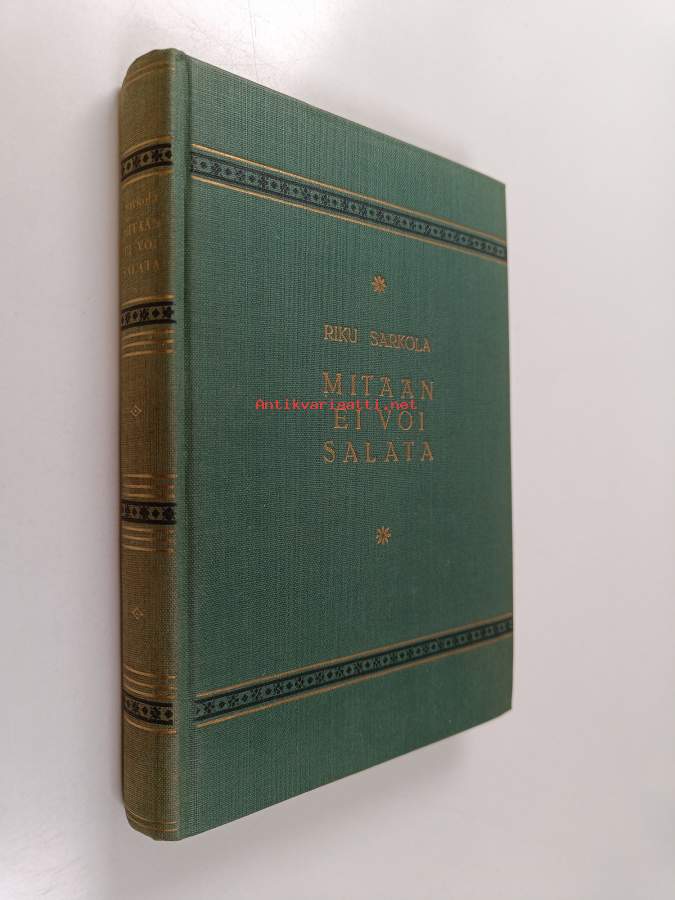 Sarkola
MITÄÄN
EI VOI
SALATA
RIKU SARKOLA
MITÄÄN
Antikvariaatti.net
EI VOI
SALATA